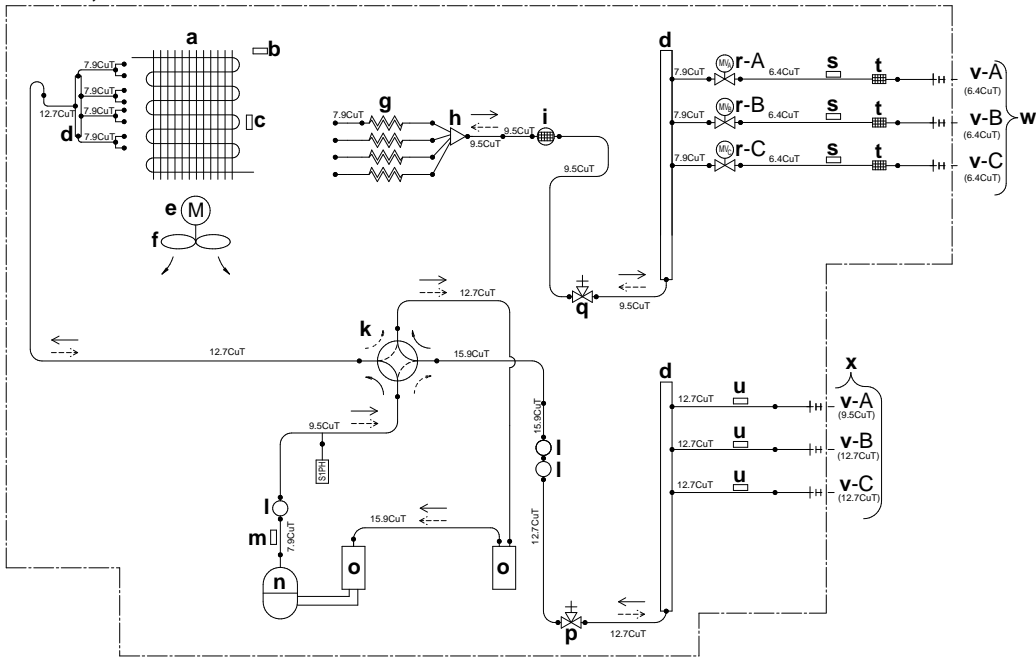 a
b
7.9CuT
7.9CuT
12.7CuT
d
7.9CuT
7.9CuT
c
e
M
f
7.9CuT
g
h
9.5CuT
9.5CuT
i
9.5CuT
d
7.9CuT
MVA
r-A
6.4CuT
s
t
v-A
(6.4CuT)
7.9CuT
MVB
r-B
6.4CuT
s
t
v-B
(6.4CuT)
w
7.9CuT
MVC
r-C
6.4CuT
s
t
v-C
(6.4CuT)
q
9.5CuT
12.7CuT
k
12.7CuT
15.9CuT
9.5CuT
S1PH
15.9CuT
l
l
l
m
7.9CuT
15.9CuT
12.7CuT
n
o
o
p
12.7CuT
d
x
12.7CuT
u
v-A
(9.5CuT)
12.7CuT
u
v-B
(12.7CuT)
12.7CuT
u
v-C
(12.7CuT)